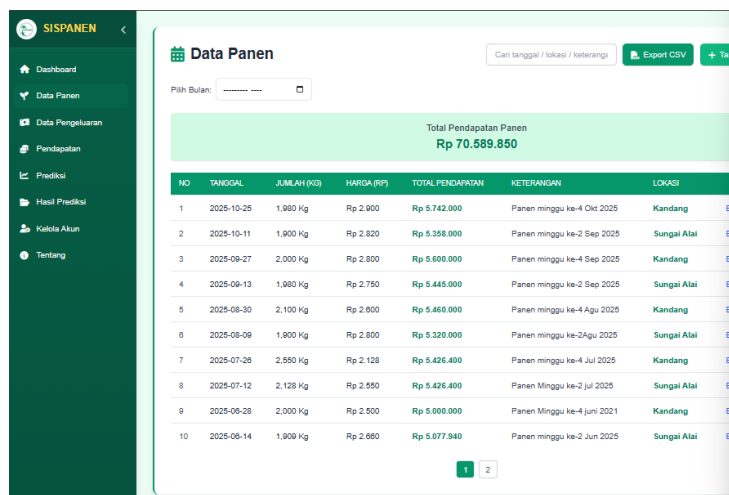 SISPANEN <
Dashboard
Data Panen
Data Pengeluaran
Pendapatan
Prediksi
Hasil Prediksi
Kelola Akun
Tentang
Data Panen
Cari tanggal / lokasi / keteranga
Export CSV
+ Ta
Pilih Bulan: --------- ----
Total Pendapatan Panen
Rp 70.589.850
NO TANGGAL JUMLAH (KG) HARGA (RP) TOTAL PENDAPATAN KETERANGAN LOKASI
1 2025-10-25 1,980 Kg Rp 2.900 Rp 5.742.000 Panen minggu ke-4 Okt 2025 Kandang E
2 2025-10-11 1,900 Kg Rp 2.820 Rp 5.358.000 Panen minggu ke-2 Sep 2025 Sungai Alai E
3 2025-09-27 2,000 Kg Rp 2.800 Rp 5.600.000 Panen minggu ke-4 Sep 2025 Kandang E
4 2025-09-13 1,980 Kg Rp 2.750 Rp 5.445.000 Panen minggu ke-2 Sep 2025 Sungai Alai E
5 2025-08-30 2,100 Kg Rp 2.600 Rp 5.460.000 Panen minggu ke-4 Agu 2025 Kandang E
6 2025-08-09 1,900 Kg Rp 2.800 Rp 5.320.000 Panen minggu ke-2Agu 2025 Sungai Alai E
7 2025-07-26 2,550 Kg Rp 2.128 Rp 5.426.400 Panen minggu ke-4 Jul 2025 Kandang E
8 2025-07-12 2,128 Kg Rp 2.550 Rp 5.426.400 Panen Minggu ke-2 jul 2025 Sungai Alai E
9 2025-06-28 2,000 Kg Rp 2.500 Rp 5.000.000 Panen Minggu ke-4 juni 2021 Kandang E
10 2025-06-14 1,909 Kg Rp 2.660 Rp 5.077.940 Panen minggu ke-2 Jun 2025 Sungai Alai E
1 2